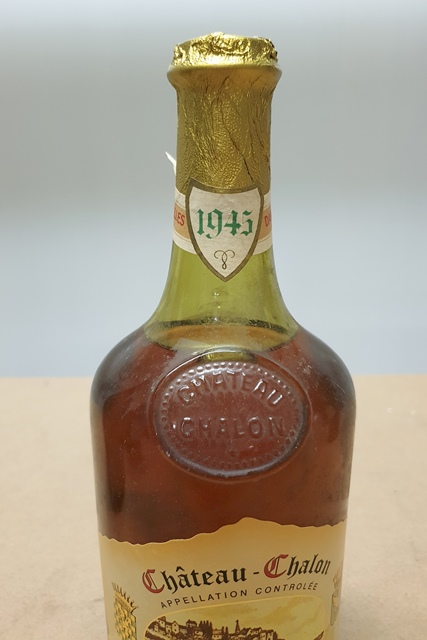 1945
CHATEAU
CHALON
Château-Chalon
APPELLATION CONTROLÉE